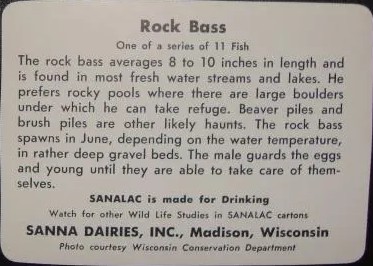 Rock Bass
One of a series of 11 Fish
The rock bass averages 8 to 10 inches in length and
is found in most fresh water streams and lakes. He
prefers rocky pools where there are large boulders
under which he can take refuge. Beaver piles and
brush piles are other likely haunts. The rock bass
spawns in June, depending on the water temperature,
in rather deep gravel beds. The male guards the eggs
and young until they are able to take care of them-
selves.
SANALAC is made for Drinking
Watch for other Wild Life Studies in SANALAC cartons
SANNA DAIRIES, INC., Madison, Wisconsin
Photo courtesy Wisconsin Conservation Department